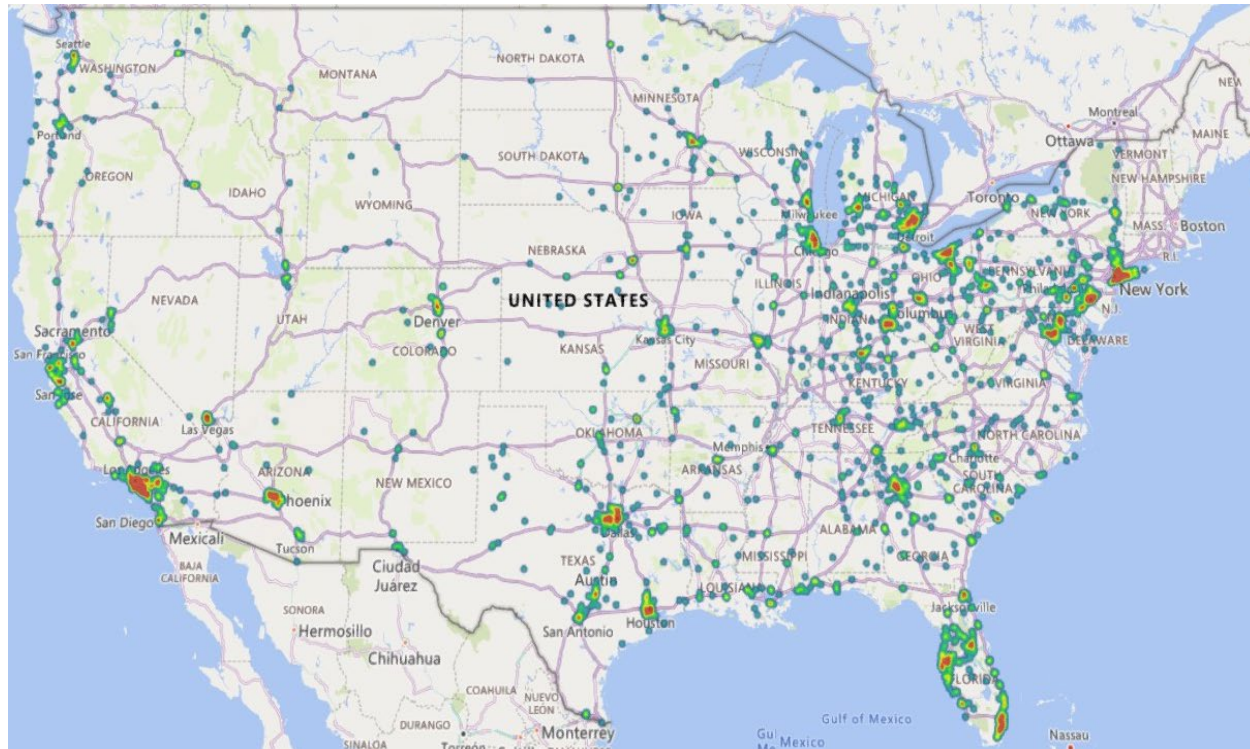 Seattle
WASHINGTON
MONTANA
NORTH DAKOTA
MINNESOTA
Montreal
Ottawa
MAINE
VERMONT
NEW HAMPSHIRE
Portland
OREGON
IDAHO
WYOMING
SOUTH DAKOTA
WISCONSIN
MICHIGAN
Toronto
NEW YORK
MASS.
Boston
R.I.
Milwaukee
Detroit
IOWA
Chicago
NEBRASKA
NEVADA
UTAH
UNITED STATES
ILLINOIS
Indianapolis
INDIANA
OHIO
Columbus
PENNSYLVANIA
New York
N.J.
Sacramento
San Francisco
San Jose
CALIFORNIA
Denver
COLORADO
KANSAS
Kansas City
MISSOURI
WEST
VIRGINIA
DELAWARE
KENTUCKY
VIRGINIA
Las Vegas
Los Angeles
ARIZONA
NEW MEXICO
OKLAHOMA
ARKANSAS
Memphis
TENNESSEE
NORTH CAROLINA
Charlotte
SOUTH
CAROLINA
San Diego
Mexicali
Phoenix
Tucson
BAJA
CALIFORNIA
Ciudad
Juárez
Dallas
TEXAS
Austin
San Antonio
Houston
LOUISIANA
MISSISSIPPI
ALABAMA
GEORGIA
Jacksonville
FLORIDA
SONORA
Hermosillo
Chihuahua
COAHUILA
NUEVO
LEON
DURANGO
Monterrey
SINALOA
Torreón
Gulf of Mexico
Mexico
Nassau